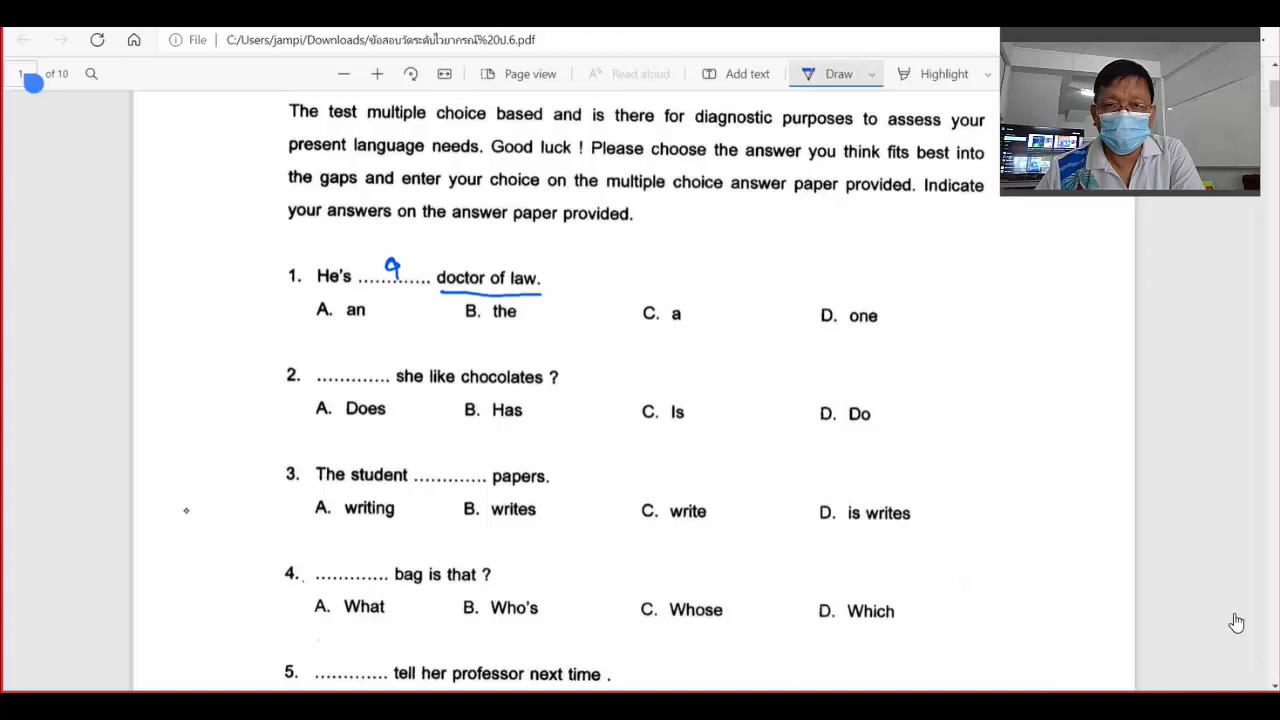 File C:/Users/jampi/Downloads/ข้อสอบวัดระดับไวยากรณ์%20ป.6.pdf
1 of 10 Page view Read aloud Add text Draw Highlight
The test multiple choice based and is there for diagnostic purposes to assess your
present language needs. Good luck ! Please choose the answer you think fits best into
the gaps and enter your choice on the multiple choice answer paper provided. Indicate
your answers on the answer paper provided.
1. He's ..... a ..... doctor of law.
A. an B. the C. a D. one
2. ............. she like chocolates ?
A. Does B. Has C. Is D. Do
3. The student ............. papers.
A. writing B. writes C. write D. is writes
4. ............. bag is that ?
A. What B. Who's C. Whose D. Which
5. ............. tell her professor next time .